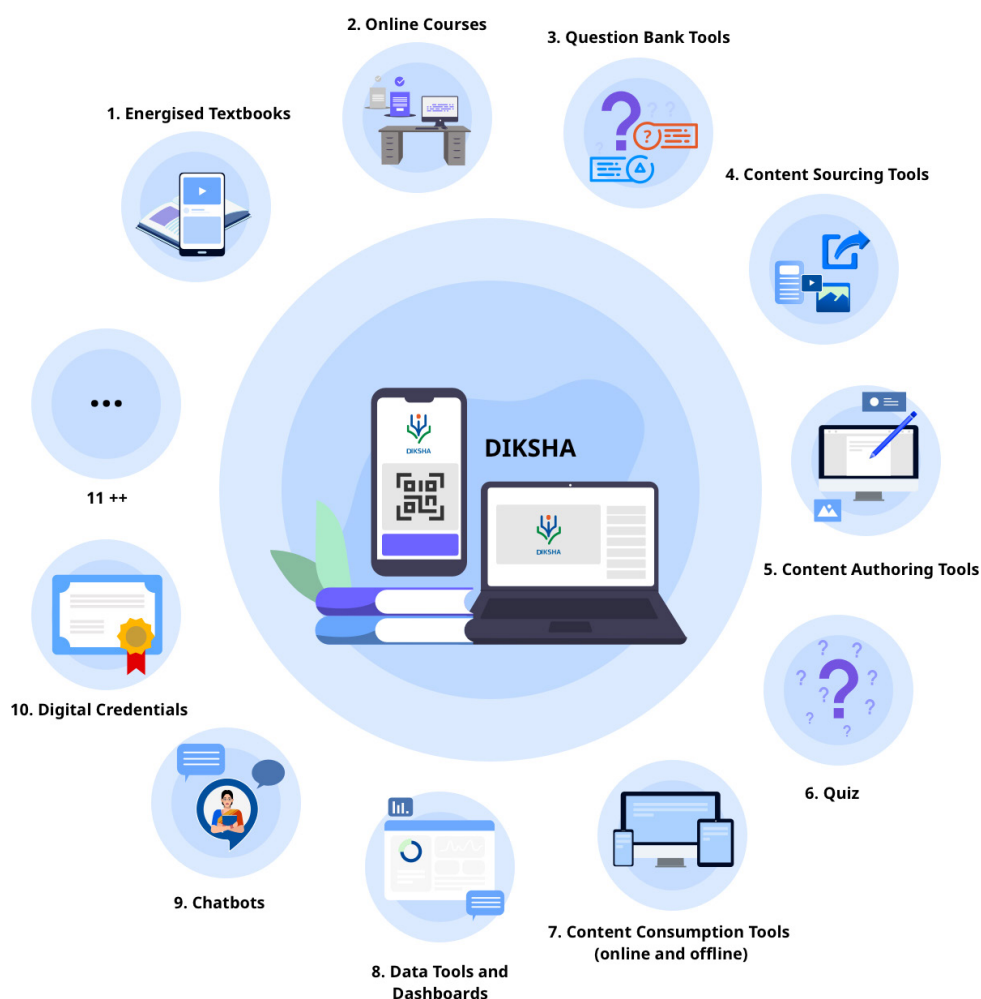 2. Online Courses
3. Question Bank Tools
1. Energised Textbooks
4. Content Sourcing Tools
DIKSHA
DIKSHA
DIKSHA
11 ++
5. Content Authoring Tools
10. Digital Credentials
6. Quiz
9. Chatbots
7. Content Consumption Tools
(online and offline)
8. Data Tools and
Dashboards